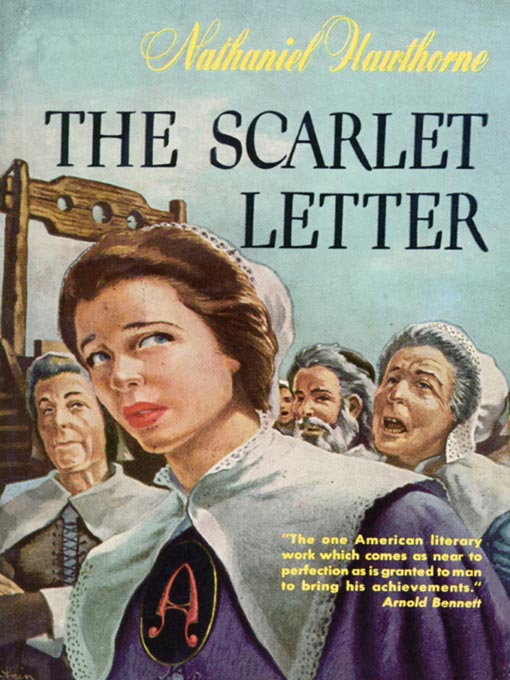 Nathaniel Hawthorne
THE SCARLET
LETTER
A
"The one American literary
work which comes as near to
perfection as is granted to man
to bring his achievements."
Arnold Bennett